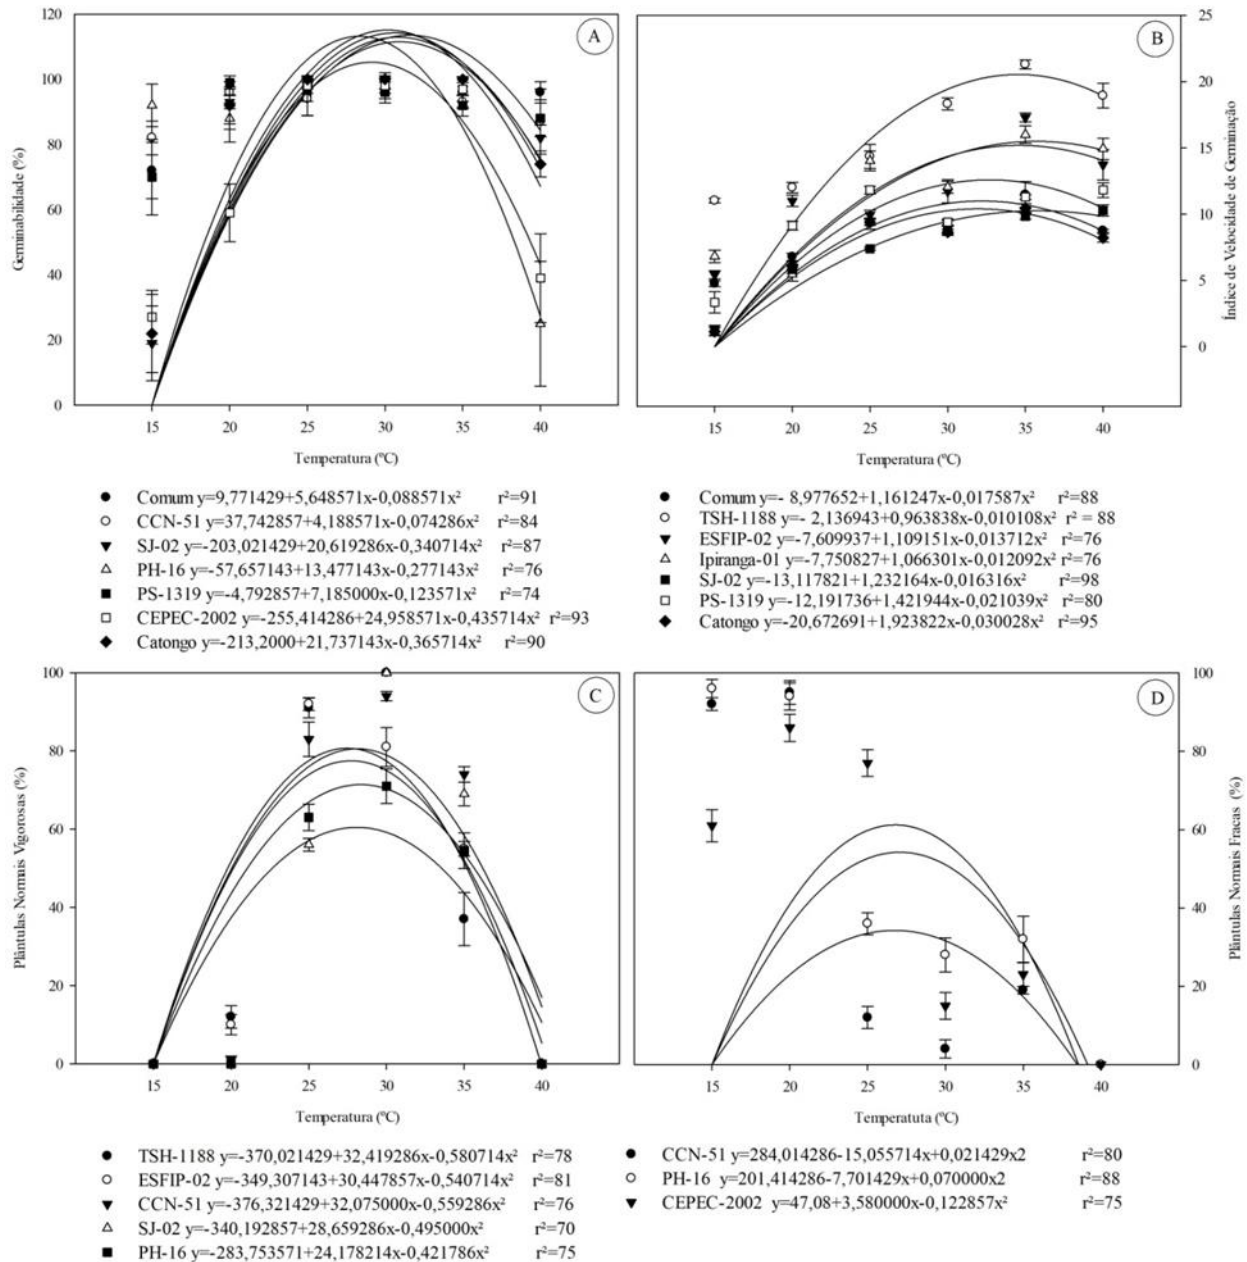 120
100
80
60
40
20
0
Germinabilidade (%)
A
15
20
25
30
35
40
Temperatura (ºC)
B
25
20
15
10
5
0
Índice de Velocidade de Germinação
15
20
25
30
35
40
Temperatura (ºC)
Comum y=9,771429+5,648571x-0,088571x² r²=91
CCN-51 y=37,742857+4,188571x-0,074286x² r²=84
SJ-02 y=-203,021429+20,619286x-0,340714x² r²=87
PH-16 y=-57,657143+13,477143x-0,277143x² r²=76
PS-1319 y=-4,792857+7,185000x-0,123571x² r²=74
CEPEC-2002 y=-255,414286+24,958571x-0,435714x² r²=93
Catongo y=-213,2000+21,737143x-0,365714x² r²=90
Comum y=- 8,977652+1,161247x-0,017587x² r²=88
TSH-1188 y=- 2,136943+0,963838x-0,010108x² r² = 88
ESFIP-02 y=-7,609937+1,109151x-0,013712x² r²=76
Ipiranga-01 y=-7,750827+1,066301x-0,012092x² r²=76
SJ-02 y=-13,117821+1,232164x-0,016316x² r²=98
PS-1319 y=-12,191736+1,421944x-0,021039x² r²=80
Catongo y=-20,672691+1,923822x-0,030028x² r²=95
100
80
60
40
20
0
Plântulas Normais Vigorosas (%)
C
15
20
25
30
35
40
Temperatura (ºC)
D
100
80
60
40
20
0
Plântulas Normais Fracas (%)
15
20
25
30
35
40
Temperatuta (ºC)
TSH-1188 y=-370,021429+32,419286x-0,580714x² r²=78
ESFIP-02 y=-349,307143+30,447857x-0,540714x² r²=81
CCN-51 y=-376,321429+32,075000x-0,559286x² r²=76
SJ-02 y=-340,192857+28,659286x-0,495000x² r²=70
PH-16 y=-283,753571+24,178214x-0,421786x² r²=75
CCN-51 y=284,014286-15,055714x+0,021429x2 r²=80
PH-16 y=201,414286-7,701429x+0,070000x2 r²=88
CEPEC-2002 y=47,08+3,580000x-0,122857x² r²=75